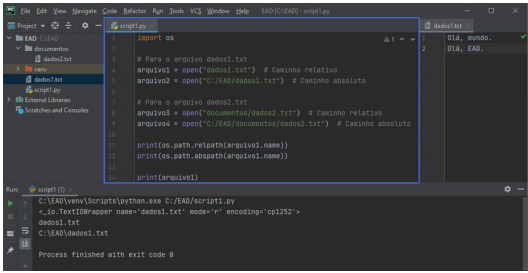 File Edit View Navigate Code Refactor Run Tools VCS Window Help EAD [C:\EAD] - script1.py
Project
EAD C:\EAD
documentos
dados2.txt
venv
dados1.txt
script1.py
External Libraries
Scratches and Consoles
script1.py
1 import os
2
3 # Para o arquivo dados1.txt
4 arquivo1 = open("dados1.txt") # Caminho relativo
5 arquivo2 = open("C:/EAD/dados1.txt") # Caminho absoluto
6
7 # Para o arquivo dados2.txt
8 arquivo3 = open("documentos/dados2.txt") # Caminho relativo
9 arquivo4 = open("C:/EAD/documentos/dados2.txt") # Caminho absoluto
10
11 print(os.path.relpath(arquivo1.name))
12 print(os.path.abspath(arquivo1.name))
13
14 print(arquivo1)
1
dados1.txt
1 Olá, mundo.
2 Olá, EAD.
Run: script1 (1)
C:\EAD\venv\Scripts\python.exe C:/EAD/script1.py
<_io.TextIOWrapper name='dados1.txt' mode='r' encoding='cp1252'>
dados1.txt
C:\EAD\dados1.txt
Process finished with exit code 0